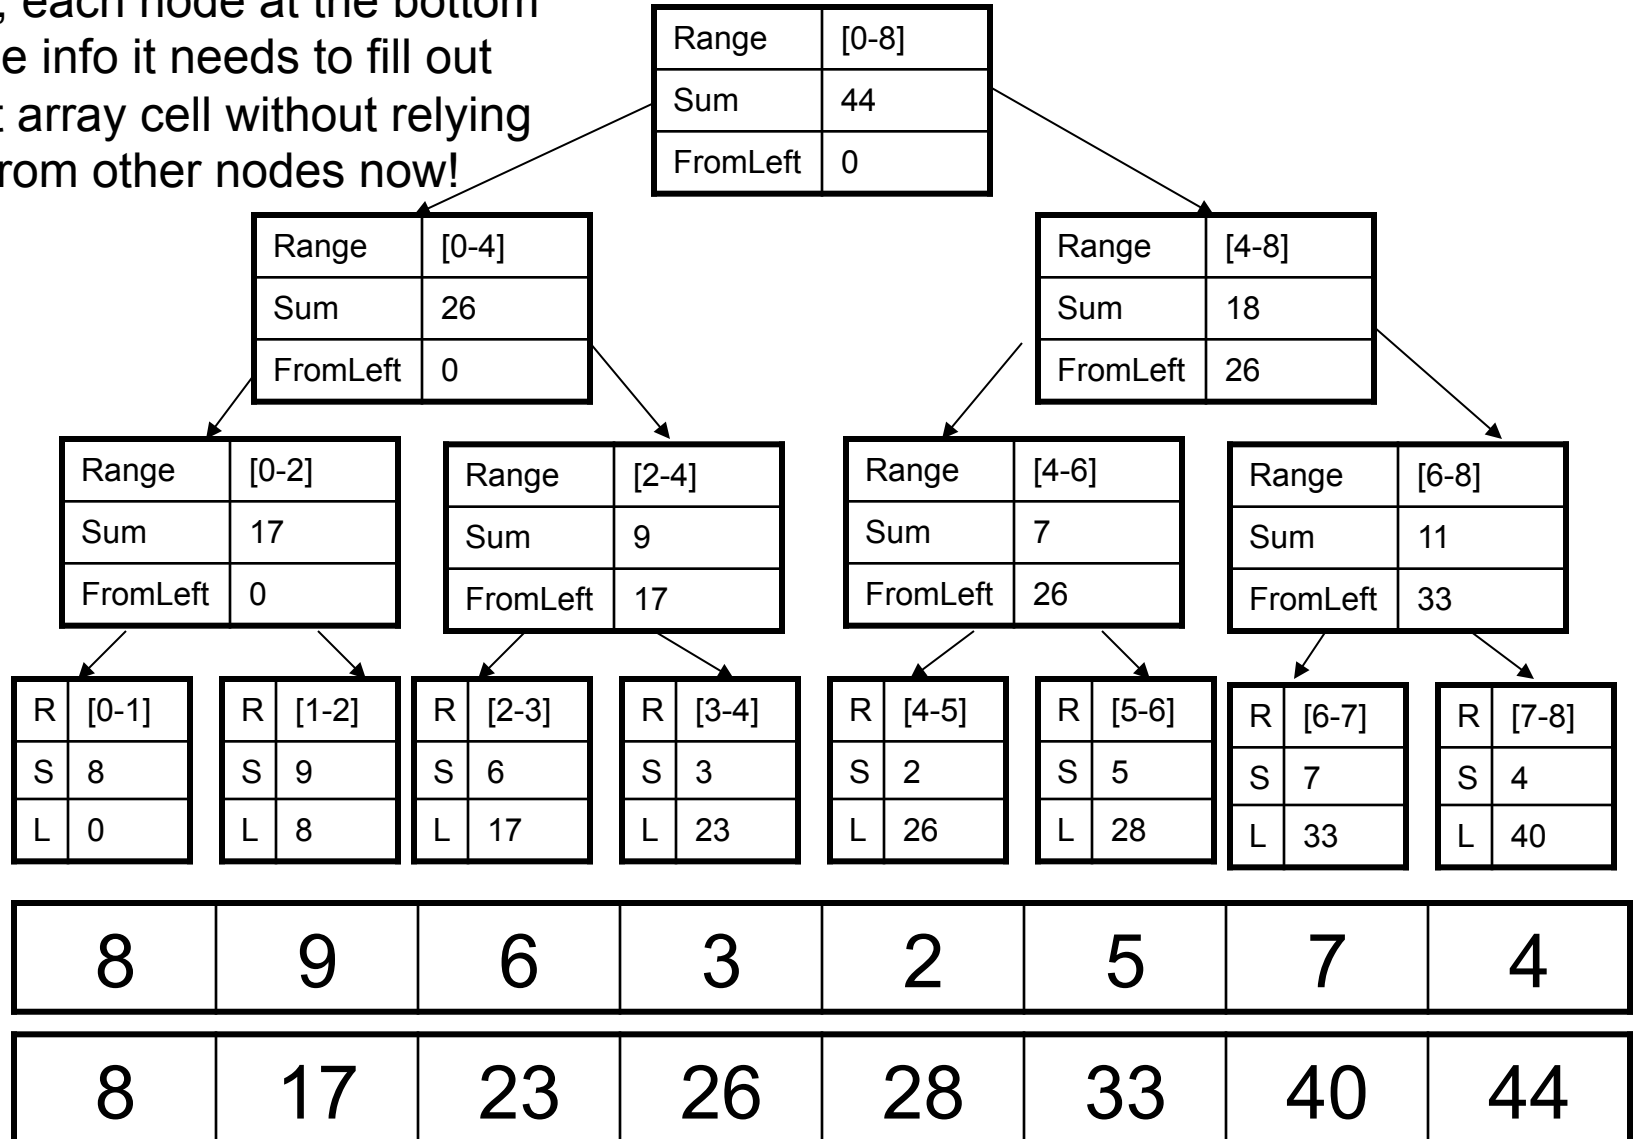 , each node at the bottom
e info it needs to fill out
t array cell without relying
from other nodes now!
Range [0-8]
Sum 44
FromLeft 0
Range [0-4]
Sum 26
FromLeft 0
Range [4-8]
Sum 18
FromLeft 26
Range [0-2]
Sum 17
FromLeft 0
Range [2-4]
Sum 9
FromLeft 17
Range [4-6]
Sum 7
FromLeft 26
Range [6-8]
Sum 11
FromLeft 33
R [0-1]
S 8
L 0
R [1-2]
S 9
L 8
R [2-3]
S 6
L 17
R [3-4]
S 3
L 23
R [4-5]
S 2
L 26
R [5-6]
S 5
L 28
R [6-7]
S 7
L 33
R [7-8]
S 4
L 40
8 9 6 3 2 5 7 4
8 17 23 26 28 33 40 44